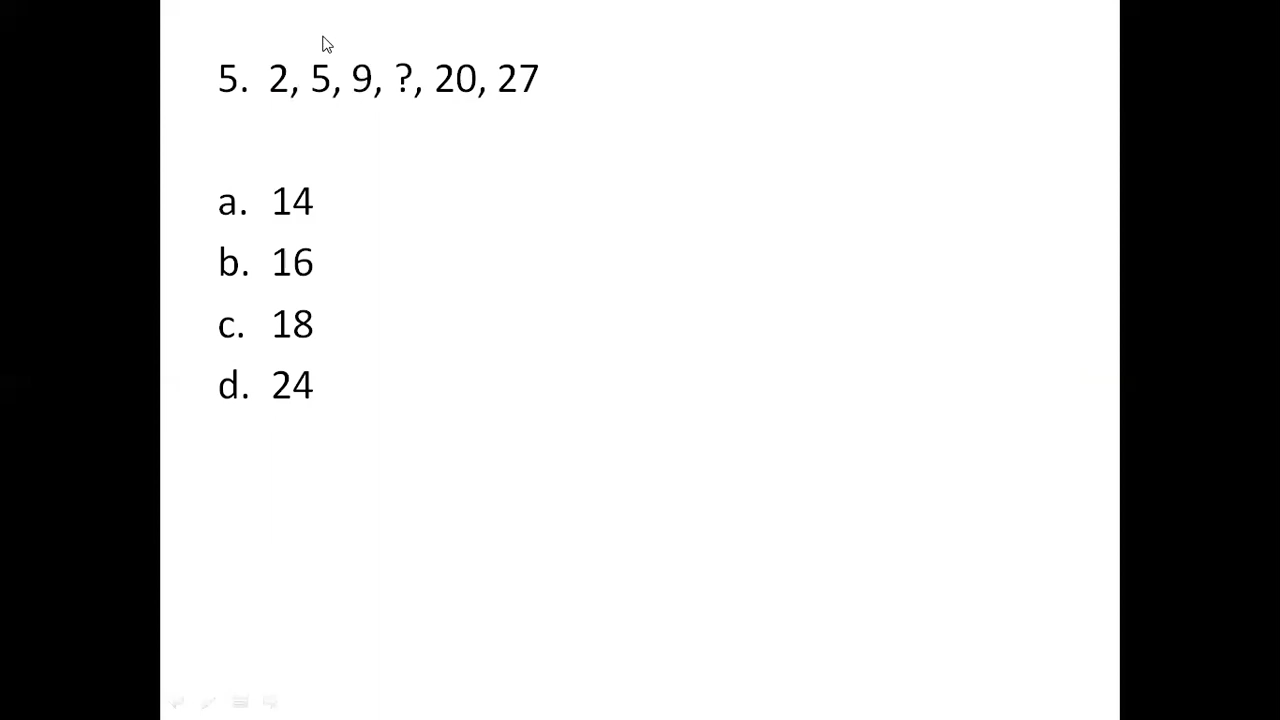 5. 2, 5, 9, ?, 20, 27
a. 14
b. 16
c. 18
d. 24